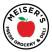 MEISER'S
FRESH GROCERY & DELI